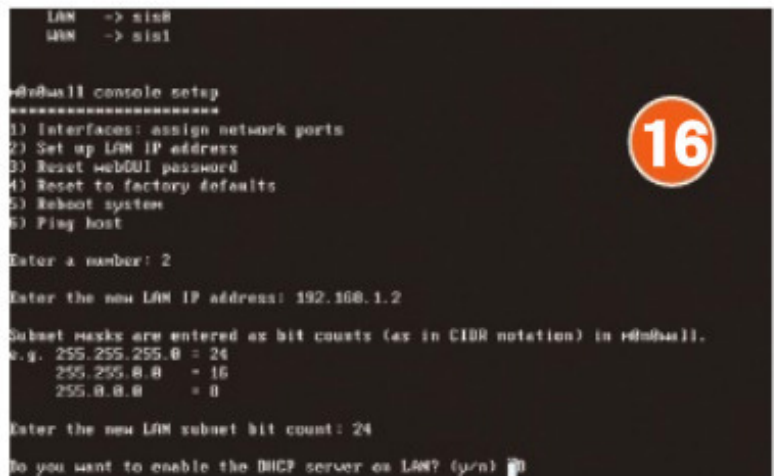 LAN -> sis0
WAN -> sis1
m0n0wall console setup
**********************
1) Interfaces: assign network ports
2) Set up LAN IP address
3) Reset webGUI password
4) Reset to factory defaults
5) Reboot system
6) Ping host
16
Enter a number: 2
Enter the new LAN IP address: 192.168.1.2
Subnet masks are entered as bit counts (as in CIDR notation) in m0n0wall.
e.g. 255.255.255.0 = 24
255.255.0.0 = 16
255.0.0.0 = 8
Enter the new LAN subnet bit count: 24
Do you want to enable the DHCP server on LAN? (y/n)